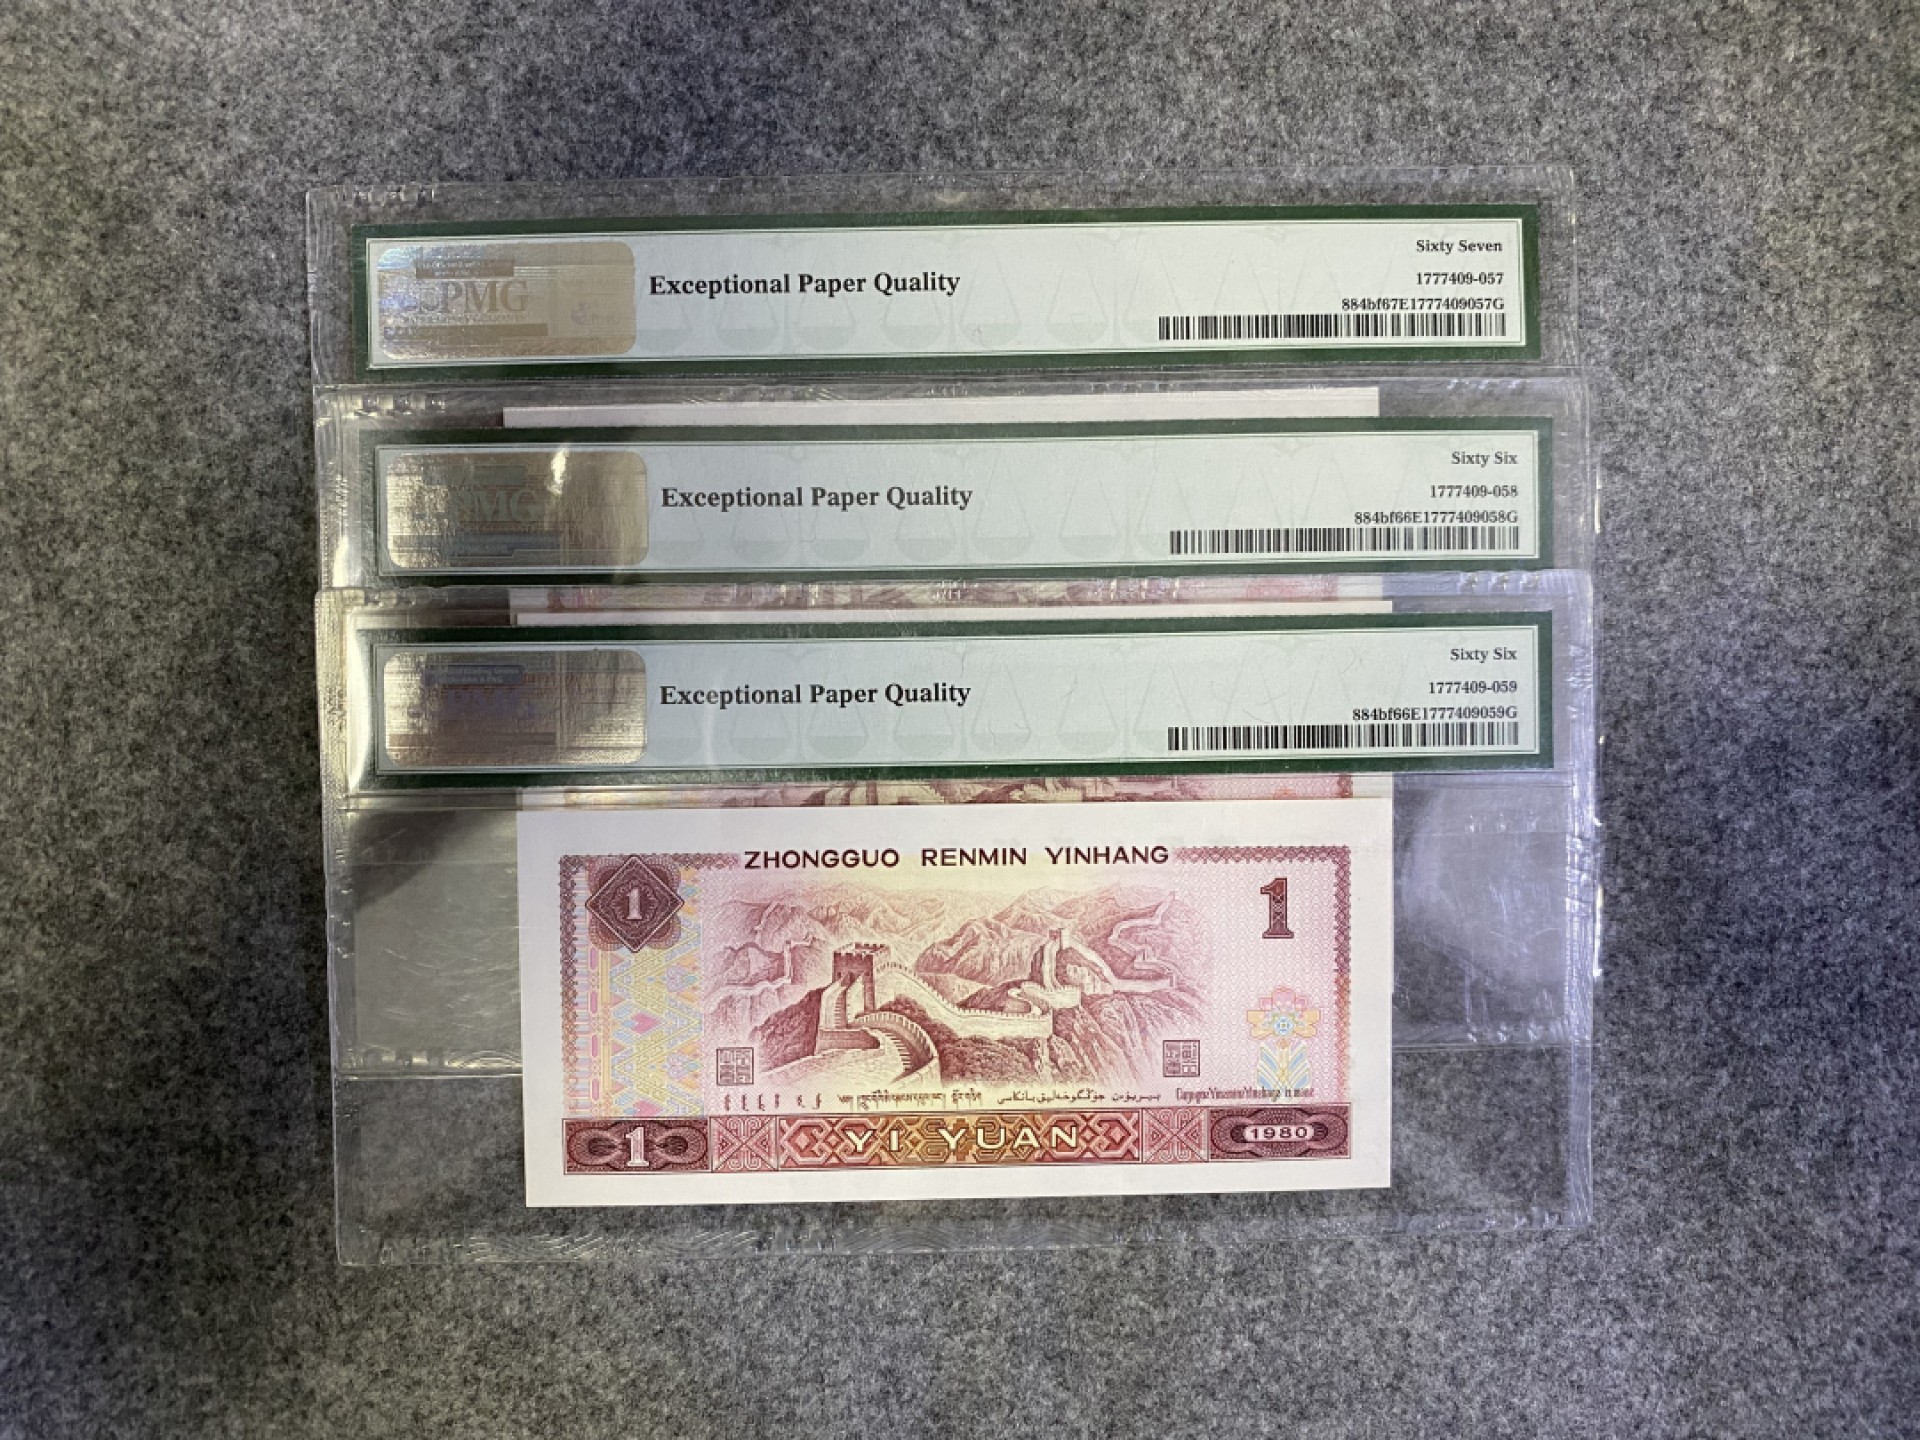 PMG
Exceptional Paper Quality
Sixty Seven
1777409-057
884bf67E1777409057G
PMG
Exceptional Paper Quality
Sixty Six
1777409-058
884bf66E1777409058G
Exceptional Paper Quality
Sixty Six
1777409-059
884bf66E1777409059G
ZHONGGUO RENMIN YINHANG
1
1
1
YI YUAN
1980